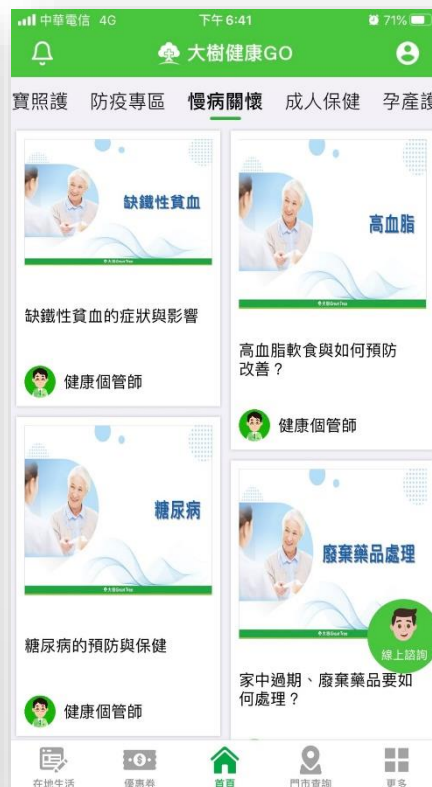 中華電信 4G
下午6:41
71%
大樹健康GO
寶照護 防疫專區 慢病關懷 成人保健 孕產護
缺鐵性貧血
缺鐵性貧血的症狀與影響
健康個管師
高血脂
高血脂軟食與如何預防
改善？
健康個管師
糖尿病
糖尿病的預防與保健
健康個管師
廢棄藥品處理
家中過期、廢棄藥品要如
何處理？
線上諮詢
在地生活 優惠券 首頁 門市查詢 更多